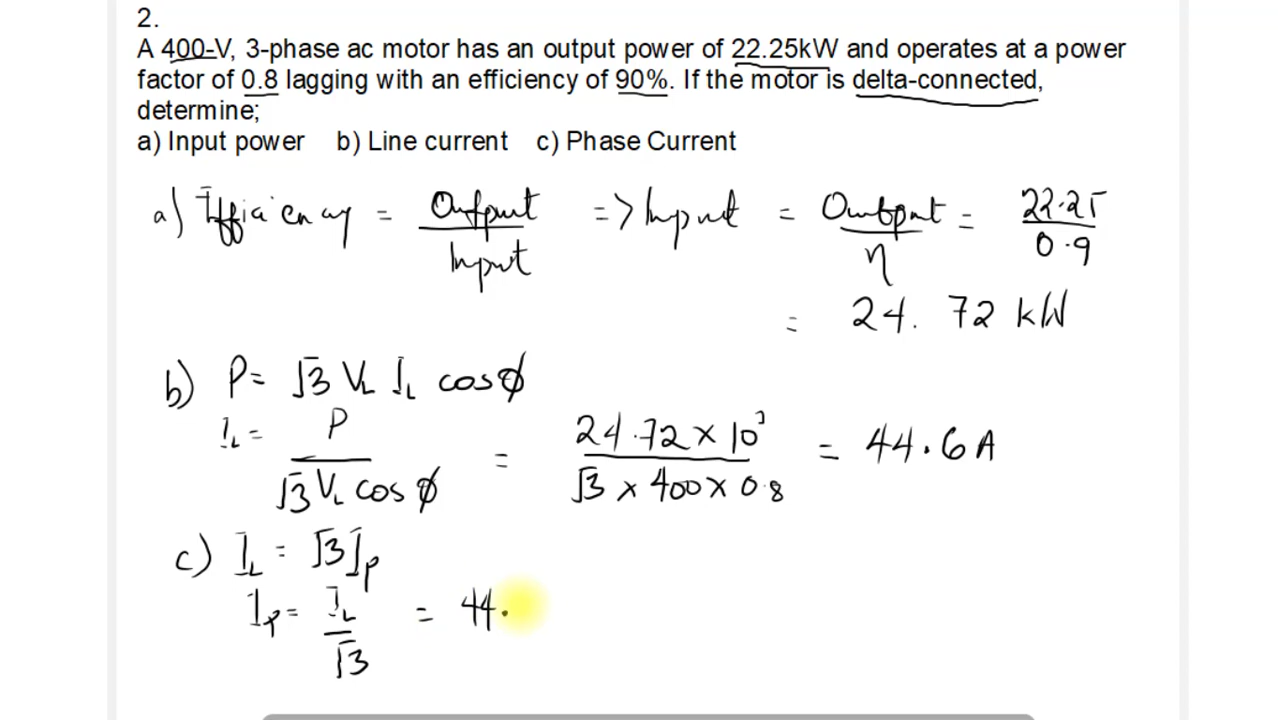 2.
A 400-V, 3-phase ac motor has an output power of 22.25kW and operates at a power
factor of 0.8 lagging with an efficiency of 90%. If the motor is delta-connected,
determine;
a) Input power b) Line current c) Phase Current
a) Efficiency = Output / Input => Input = Output / η = 22.25 / 0.9
= 24.72 kW
b) P = √3 VL IL cosϕ
IL = P / √3 VL cosϕ = 24.72 × 10³ / √3 × 400 × 0.8 = 44.6 A
c) IL = √3 Ip
Ip = IL / √3 = 44.